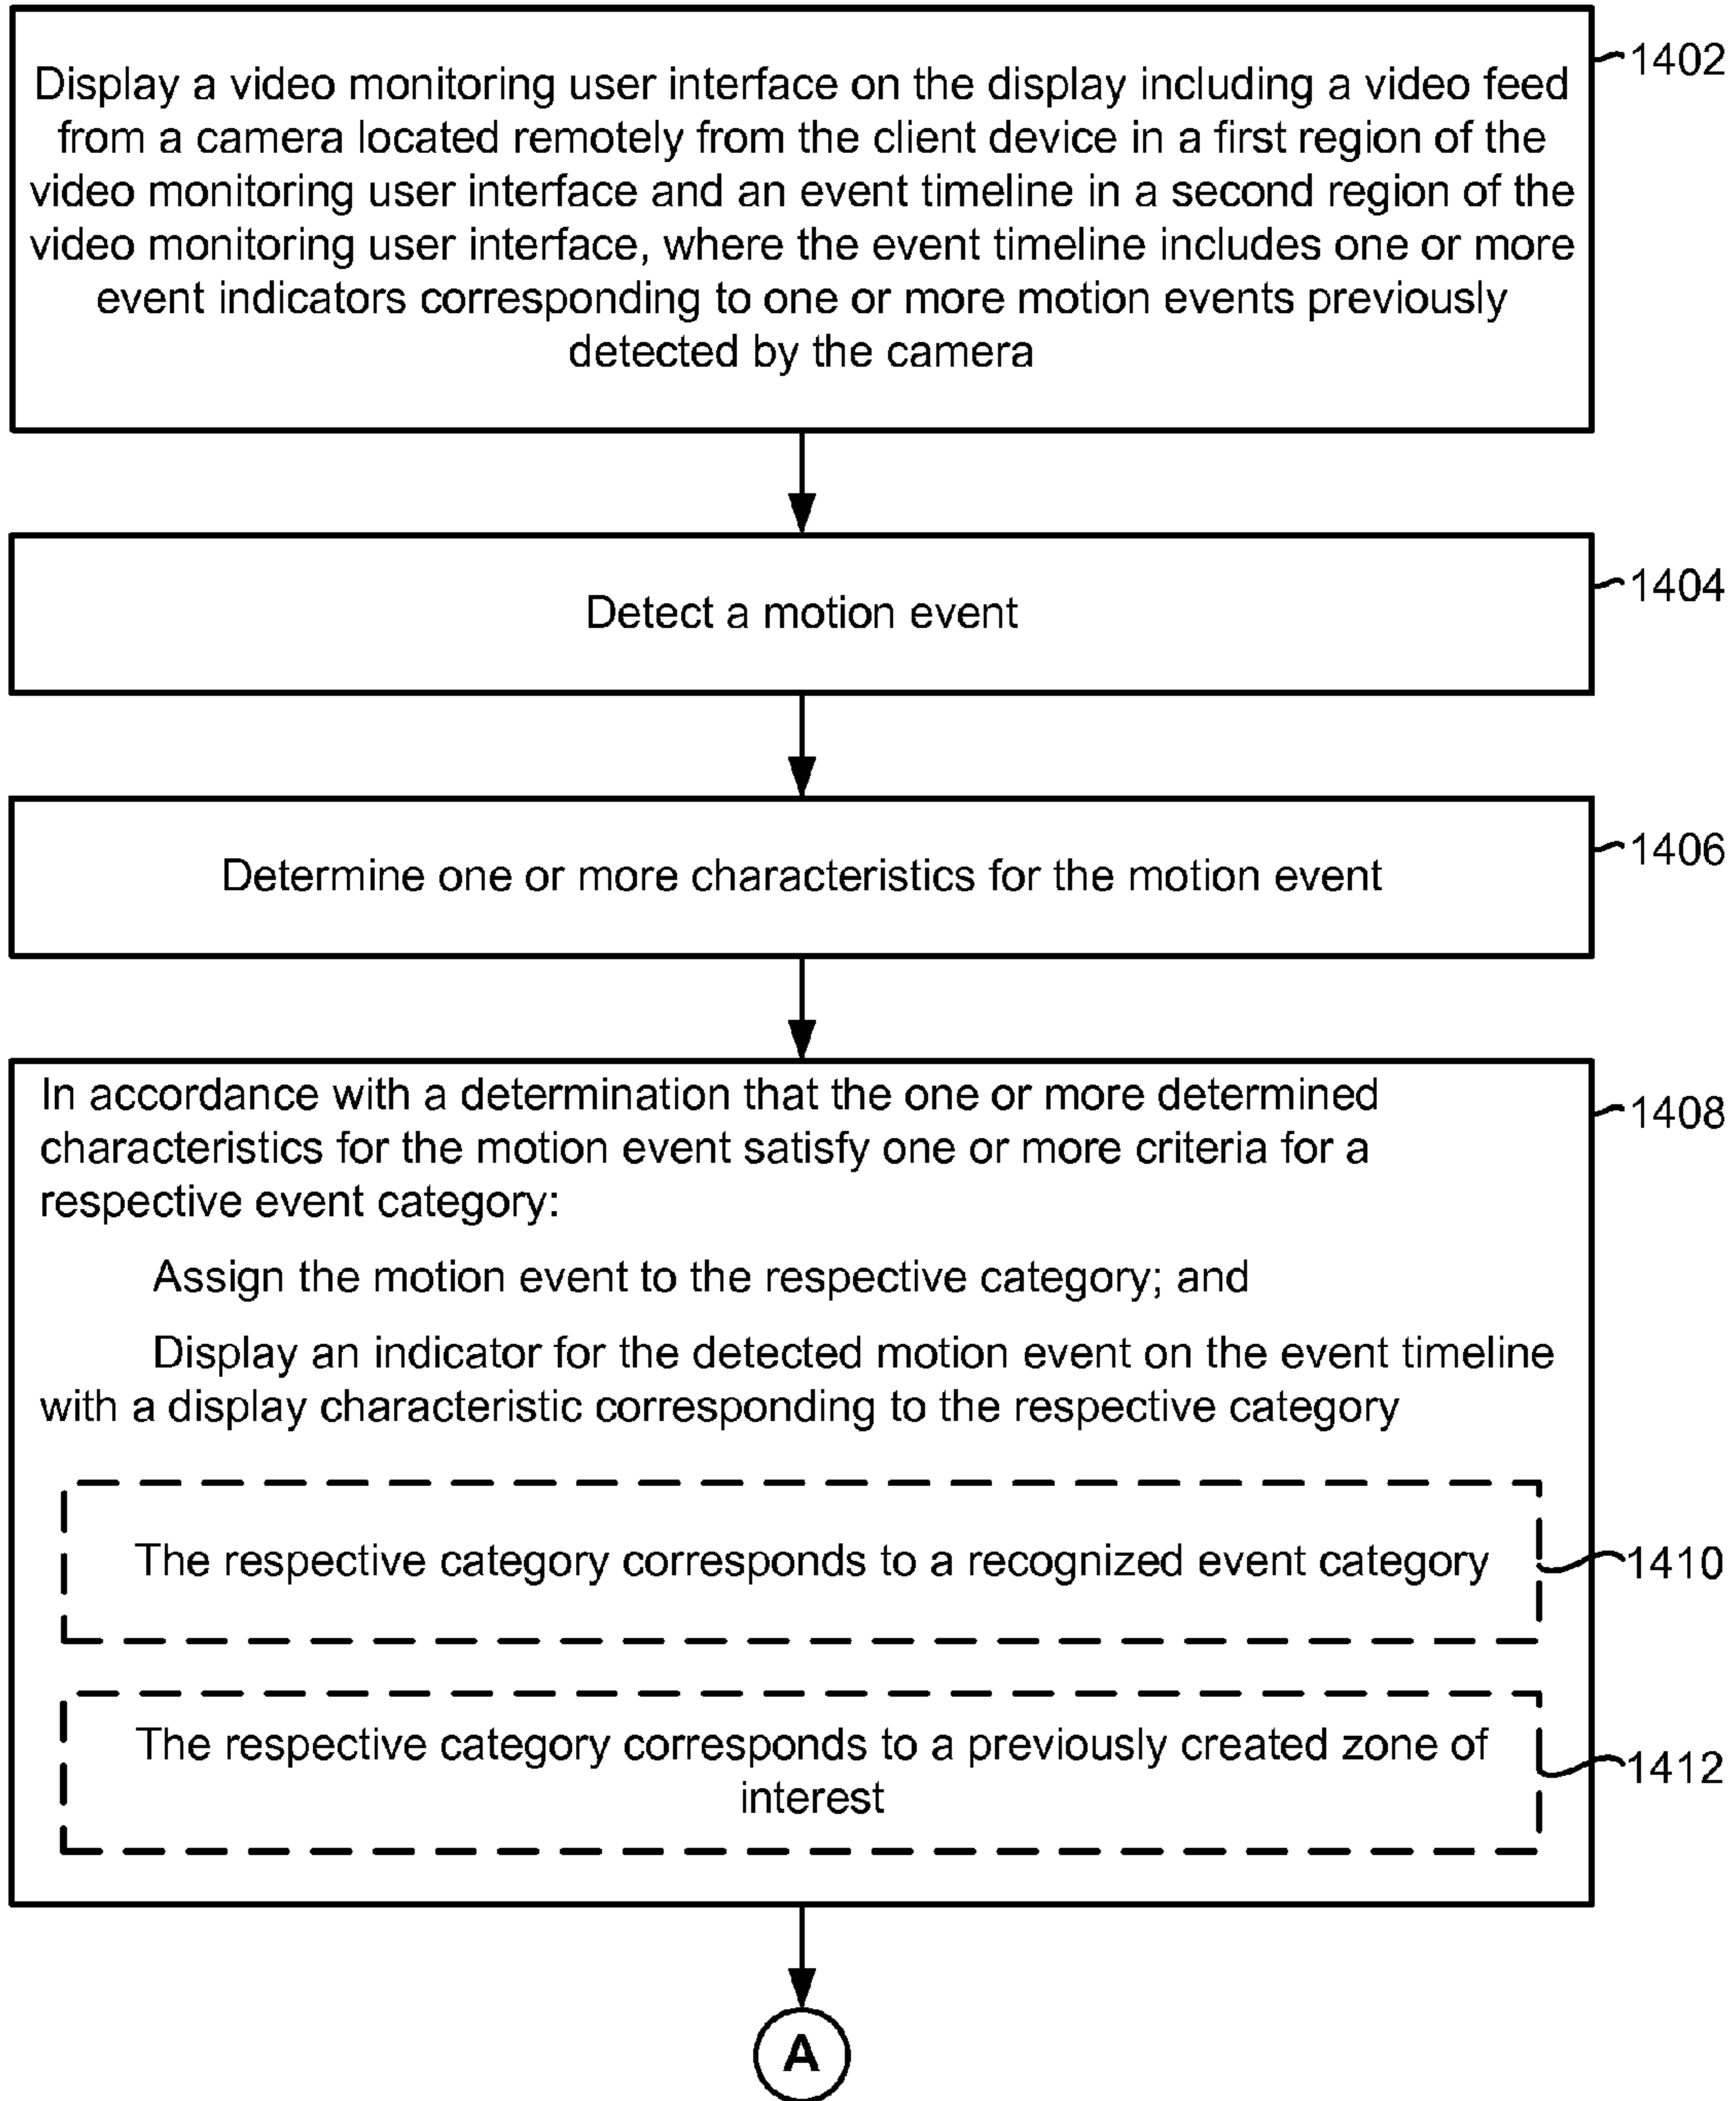 Display a video monitoring user interface on the display including a video feed
from a camera located remotely from the client device in a first region of the
video monitoring user interface and an event timeline in a second region of the
video monitoring user interface, where the event timeline includes one or more
event indicators corresponding to one or more motion events previously
detected by the camera
1402
Detect a motion event
1404
Determine one or more characteristics for the motion event
1406
In accordance with a determination that the one or more determined
characteristics for the motion event satisfy one or more criteria for a
respective event category:
Assign the motion event to the respective category; and
Display an indicator for the detected motion event on the event timeline
with a display characteristic corresponding to the respective category
1408
The respective category corresponds to a recognized event category
1410
The respective category corresponds to a previously created zone of
interest
1412
A